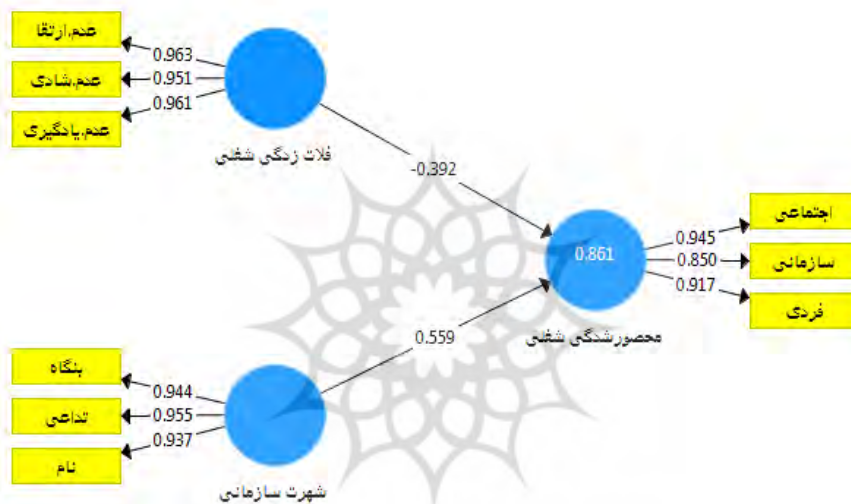 عدم.ارتقا
0.963
عدم.شادی
0.951
0.961
عدم.یادگیری
فلات زدگی شغلی
-0.392
اجتماعی
0.945
سازمانی
0.861
0.850
0.917
فردی
محصورشدگی شغلی
0.559
بنگاه
0.944
تداعی
0.955
0.937
نام
شهرت سازمانی